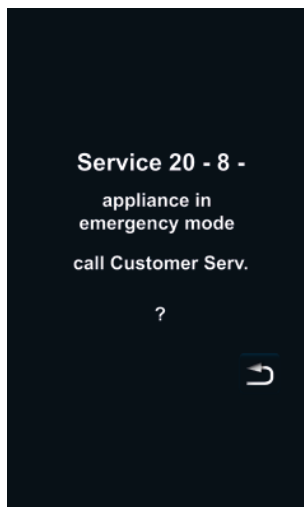 Service 20 - 8 -
appliance in
emergency mode
call Customer Serv.
?